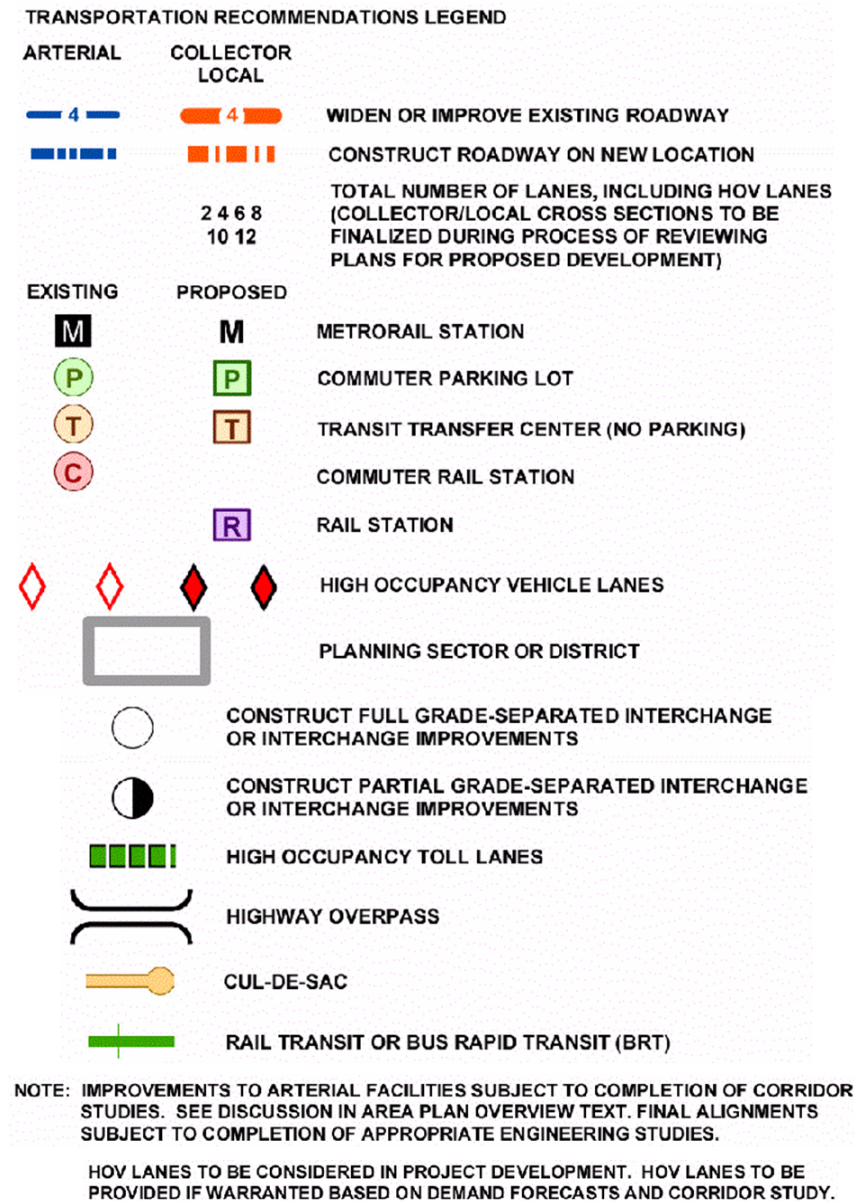 TRANSPORTATION RECOMMENDATIONS LEGEND
ARTERIAL COLLECTOR
LOCAL
4 4 WIDEN OR IMPROVE EXISTING ROADWAY
CONSTRUCT ROADWAY ON NEW LOCATION
TOTAL NUMBER OF LANES, INCLUDING HOV LANES
2 4 6 8 (COLLECTOR/LOCAL CROSS SECTIONS TO BE
10 12 FINALIZED DURING PROCESS OF REVIEWING
PLANS FOR PROPOSED DEVELOPMENT)
EXISTING PROPOSED
M M METRORAIL STATION
P P COMMUTER PARKING LOT
T T TRANSIT TRANSFER CENTER (NO PARKING)
C COMMUTER RAIL STATION
R RAIL STATION
HIGH OCCUPANCY VEHICLE LANES
PLANNING SECTOR OR DISTRICT
CONSTRUCT FULL GRADE-SEPARATED INTERCHANGE
OR INTERCHANGE IMPROVEMENTS
CONSTRUCT PARTIAL GRADE-SEPARATED INTERCHANGE
OR INTERCHANGE IMPROVEMENTS
HIGH OCCUPANCY TOLL LANES
HIGHWAY OVERPASS
CUL-DE-SAC
RAIL TRANSIT OR BUS RAPID TRANSIT (BRT)
NOTE: IMPROVEMENTS TO ARTERIAL FACILITIES SUBJECT TO COMPLETION OF CORRIDOR
STUDIES. SEE DISCUSSION IN AREA PLAN OVERVIEW TEXT. FINAL ALIGNMENTS
SUBJECT TO COMPLETION OF APPROPRIATE ENGINEERING STUDIES.
HOV LANES TO BE CONSIDERED IN PROJECT DEVELOPMENT. HOV LANES TO BE
PROVIDED IF WARRANTED BASED ON DEMAND FORECASTS AND CORRIDOR STUDY.